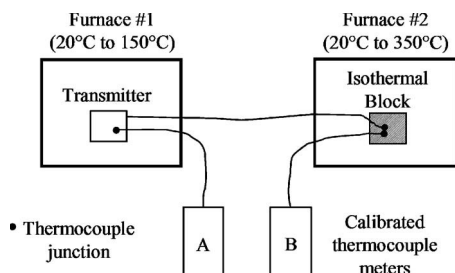 Furnace #1
(20°C to 150°C)
Furnace #2
(20°C to 350°C)
Transmitter
Isothermal
Block
• Thermocouple
junction
A
B
Calibrated
thermocouple
meters